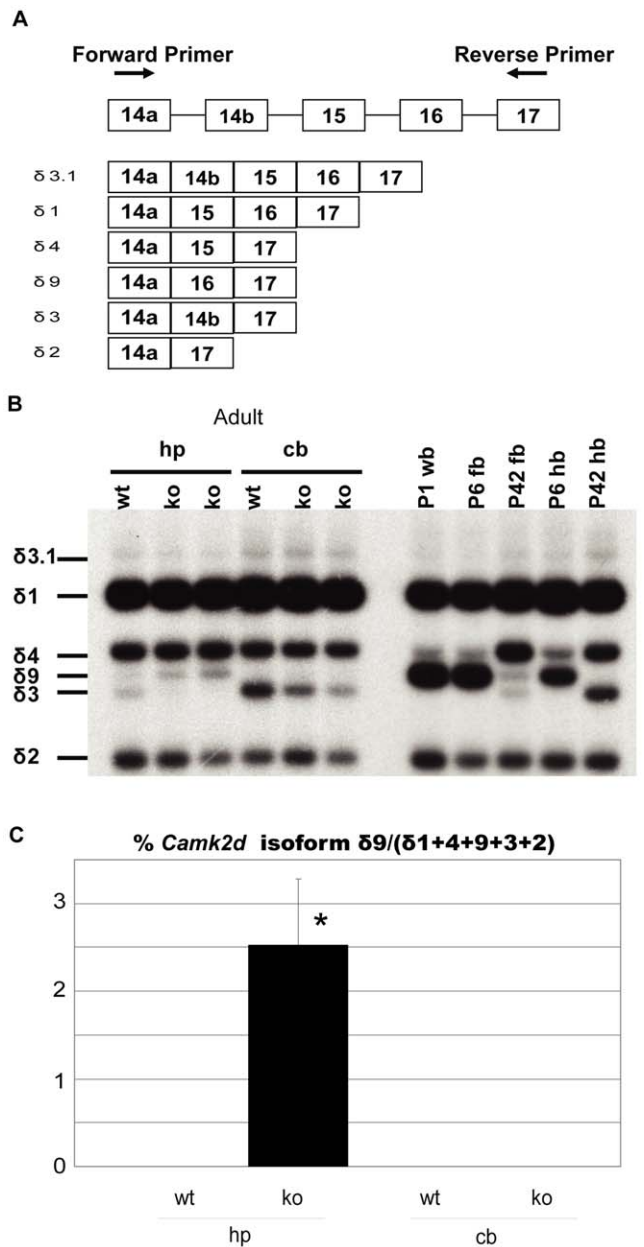 A
Forward Primer Reverse Primer
14a 14b 15 16 17
δ3.1 14a 14b 15 16 17
δ1 14a 15 16 17
δ4 14a 15 17
δ9 14a 16 17
δ3 14a 14b 17
δ2 14a 17
B
Adult
hp cb
wt ko ko wt ko ko P1 wb P6 fb P42 fb P6 hb P42 hb
δ3.1
δ1
δ4
δ9
δ3
δ2
C
% Camk2d isoform δ9/(δ1+4+9+3+2)
3
2
1
0
*
wt ko wt ko
hp cb